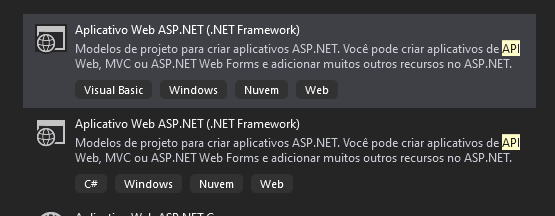 Aplicativo Web ASP.NET (.NET Framework)
Modelos de projeto para criar aplicativos ASP.NET. Você pode criar aplicativos de API
Web, MVC ou ASP.NET Web Forms e adicionar muitos outros recursos no ASP.NET.
Visual Basic Windows Nuvem Web
Aplicativo Web ASP.NET (.NET Framework)
Modelos de projeto para criar aplicativos ASP.NET. Você pode criar aplicativos de API
Web, MVC ou ASP.NET Web Forms e adicionar muitos outros recursos no ASP.NET.
C# Windows Nuvem Web